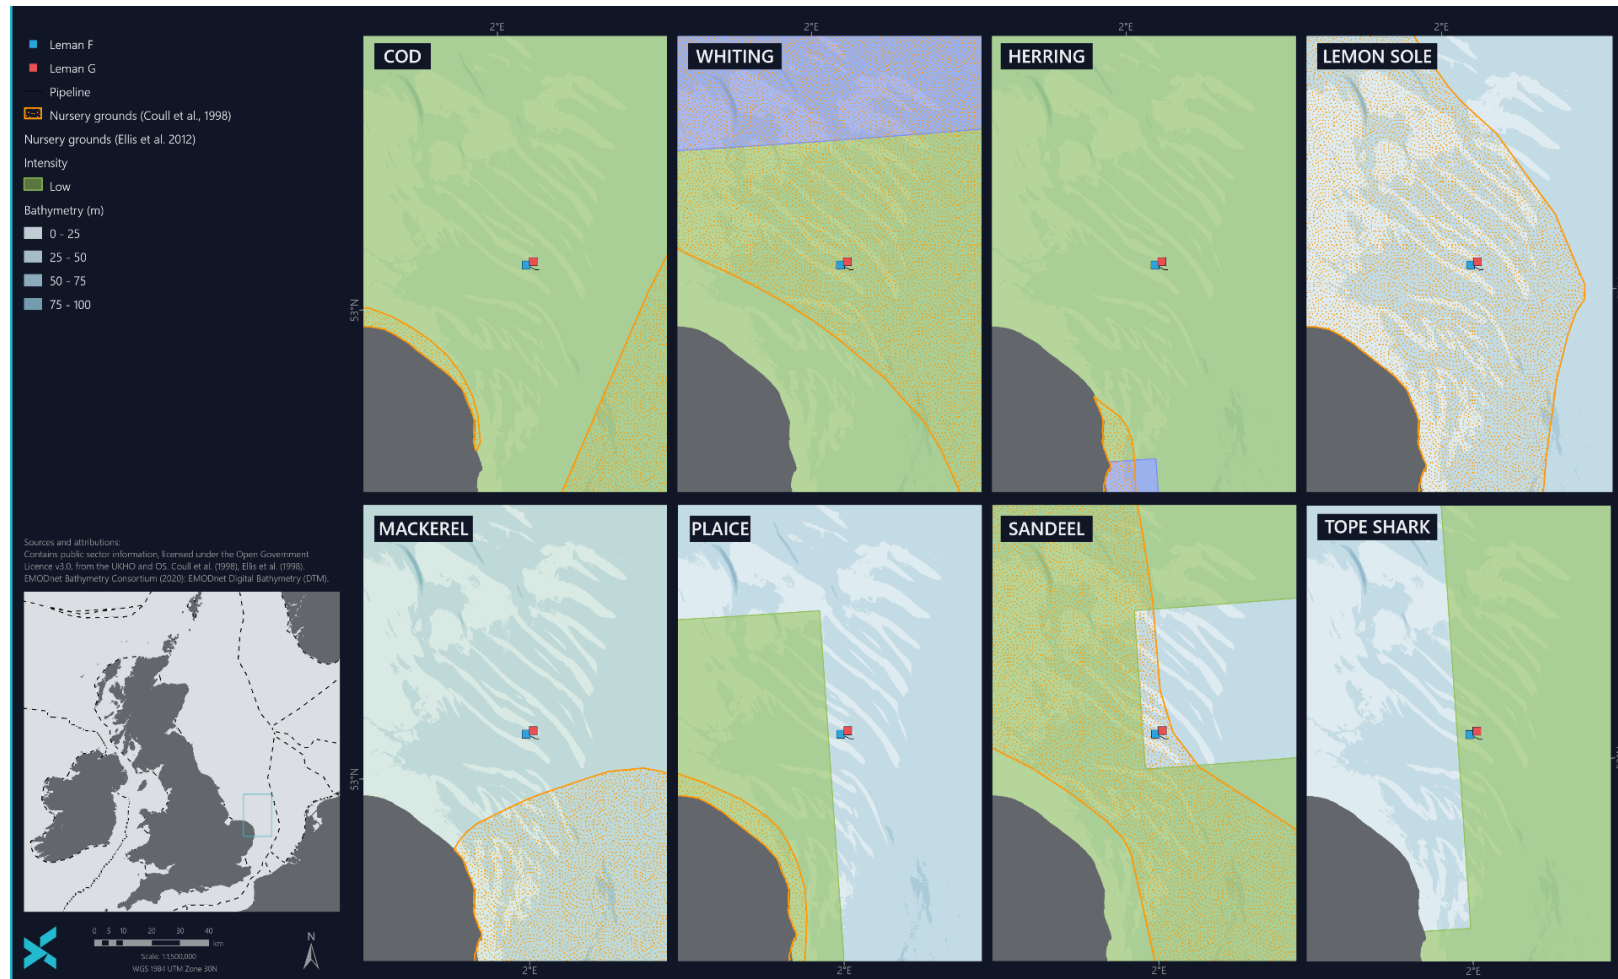 Leman F
Leman G
Pipeline
Nursery grounds (Coull et al., 1998)
Nursery grounds (Ellis et al. 2012)
Intensity
Low
Bathymetry (m)
0 - 25
25 - 50
50 - 75
75 - 100
2°E
2°E
2°E
2°E
COD
WHITING
HERRING
LEMON SOLE
53°N
MACKEREL
PLAICE
SANDEEL
TOPE SHARK
53°N
2°E
2°E
2°E
2°E
Sources and attributions:
Contains public sector information, licensed under the Open Government
Licence v3.0, from the UKHO and OS. Coull et al. (1998), Ellis et al. (1998).
EMODnet Bathymetry Consortium (2020): EMODnet Digital Bathymetry (DTM).
0 5 10 20 30 40
km
Scale: 1:1,500,000
WGS 1984 UTM Zone 30N
N